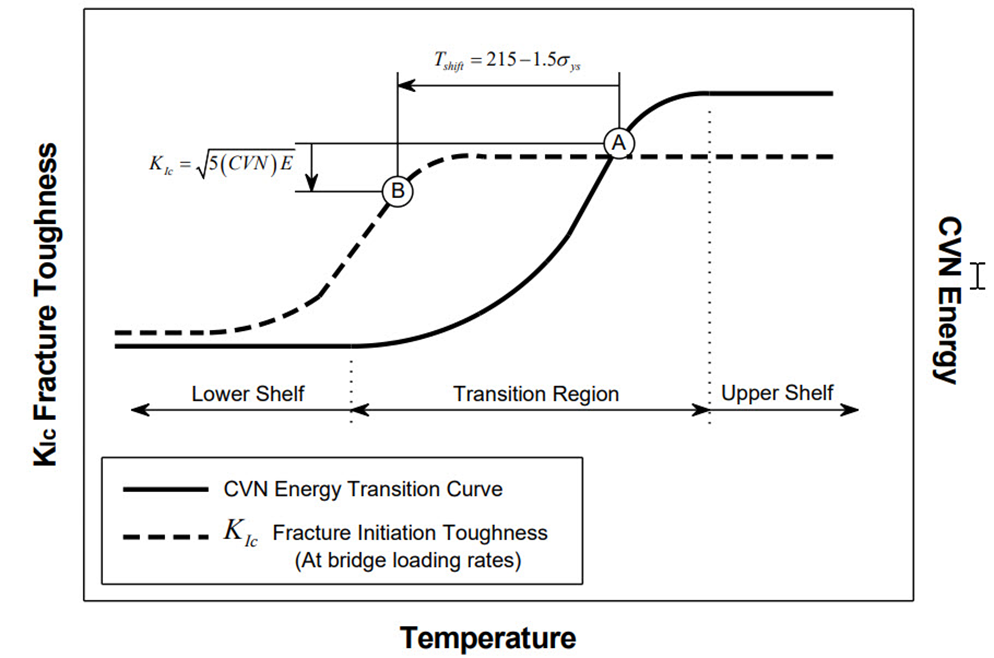 T_shift = 215 − 1.5σ_ys
A
K_Ic = √5(CVN)E
B
KIc Fracture Toughness
CVN Energy
Lower Shelf
Transition Region
Upper Shelf
CVN Energy Transition Curve
K_Ic Fracture Initiation Toughness
(At bridge loading rates)
Temperature